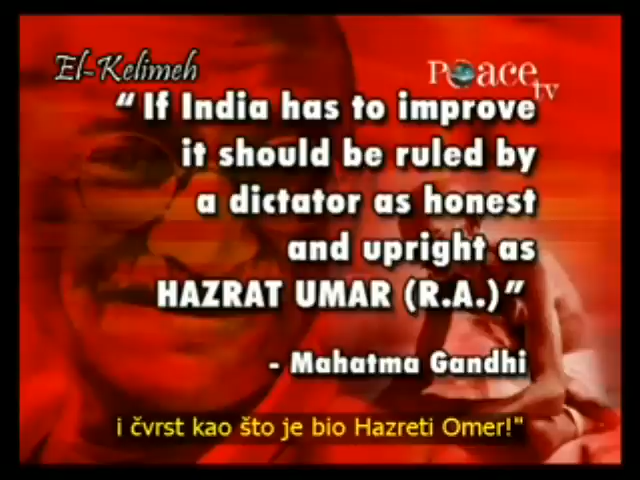 El-Kelimeh
Peace tv
“If India has to improve
it should be ruled by
a dictator as honest
and upright as
HAZRAT UMAR (R.A.)”
- Mahatma Gandhi
i čvrst kao što je bio Hazreti Omer!"